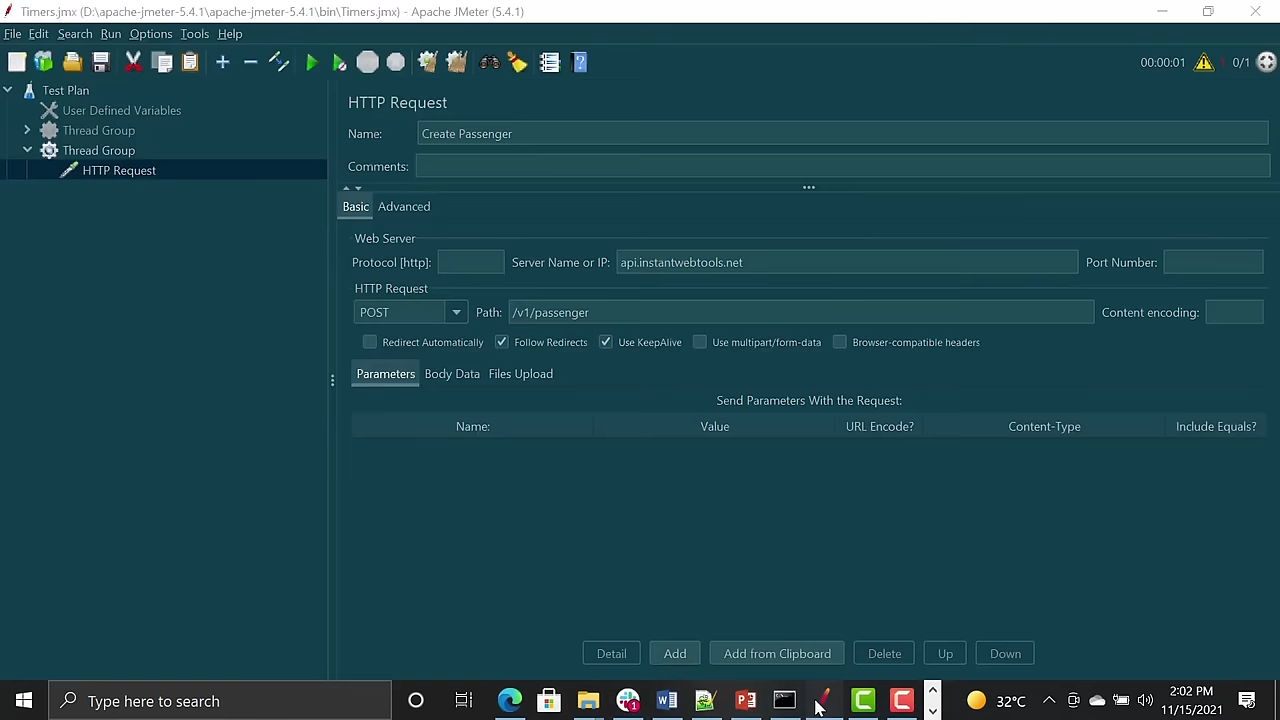 Timers.jmx (D:\apache-jmeter-5.4.1\apache-jmeter-5.4.1\bin\Timers.jmx) - Apache JMeter (5.4.1)
File Edit Search Run Options Tools Help
00:00:01 1 0/1
Test Plan
User Defined Variables
Thread Group
Thread Group
HTTP Request
HTTP Request
Name: Create Passenger
Comments:
Basic Advanced
Web Server
Protocol [http]: Server Name or IP: api.instantwebtools.net Port Number:
HTTP Request
POST Path: /v1/passenger Content encoding:
Redirect Automatically Follow Redirects Use KeepAlive Use multipart/form-data Browser-compatible headers
Parameters Body Data Files Upload
Send Parameters With the Request:
Name: Value URL Encode? Content-Type Include Equals?
Detail Add Add from Clipboard Delete Up Down
Type here to search
32°C
2:02 PM
11/15/2021